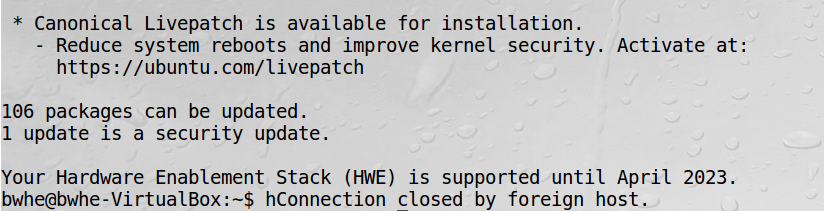 * Canonical Livepatch is available for installation.
- Reduce system reboots and improve kernel security. Activate at:
https://ubuntu.com/livepatch
106 packages can be updated.
1 update is a security update.
Your Hardware Enablement Stack (HWE) is supported until April 2023.
bwhe@bwhe-VirtualBox:~$ hConnection closed by foreign host.